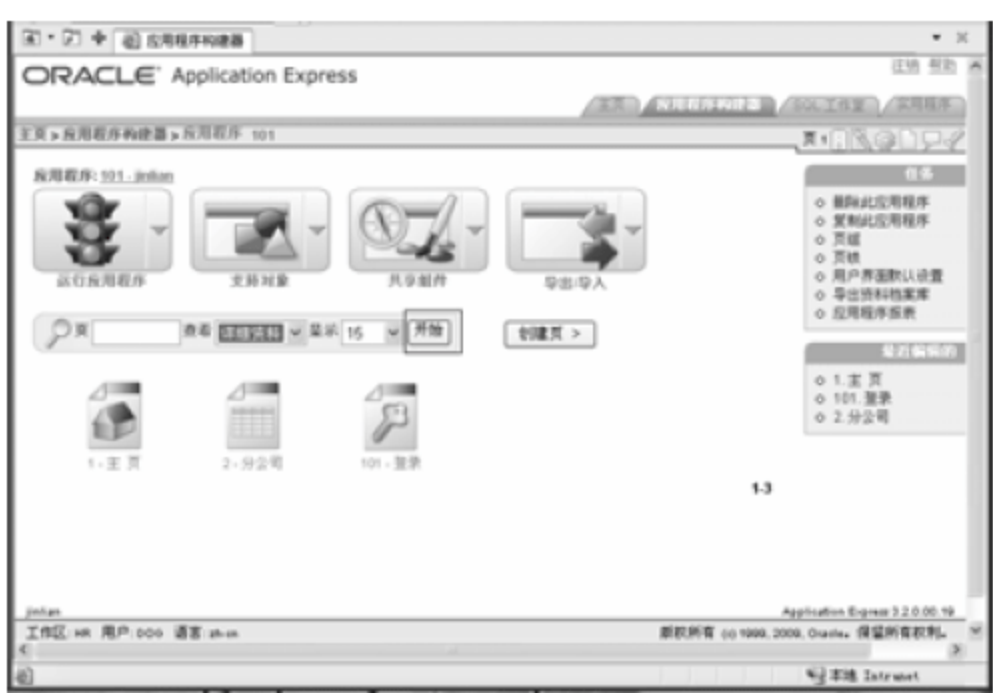 应用程序构建器
ORACLE Application Express
注销 帮助
主页 应用程序构建器 SQL 工作室 实用程序
主页 > 应用程序构建器 > 应用程序 101
页 1
应用程序: 101 - jinlian
运行应用程序
支持对象
共享组件
导出/导入
页
查看 详细资料 显示 15 开始
创建页 >
1 - 主 页
2 - 分公司
101 - 登录
1-3
任务
删除此应用程序
复制此应用程序
页组
页锁
用户界面默认设置
导出资料档案库
应用程序报表
最近编辑的
1. 主 页
101. 登录
2. 分公司
jinlian
Application Express 3.2.0.00.19
工作区: HR 用户: DOG 语言: zh-cn
版权所有 (c) 1999, 2009, Oracle。保留所有权利。
本地 Intranet